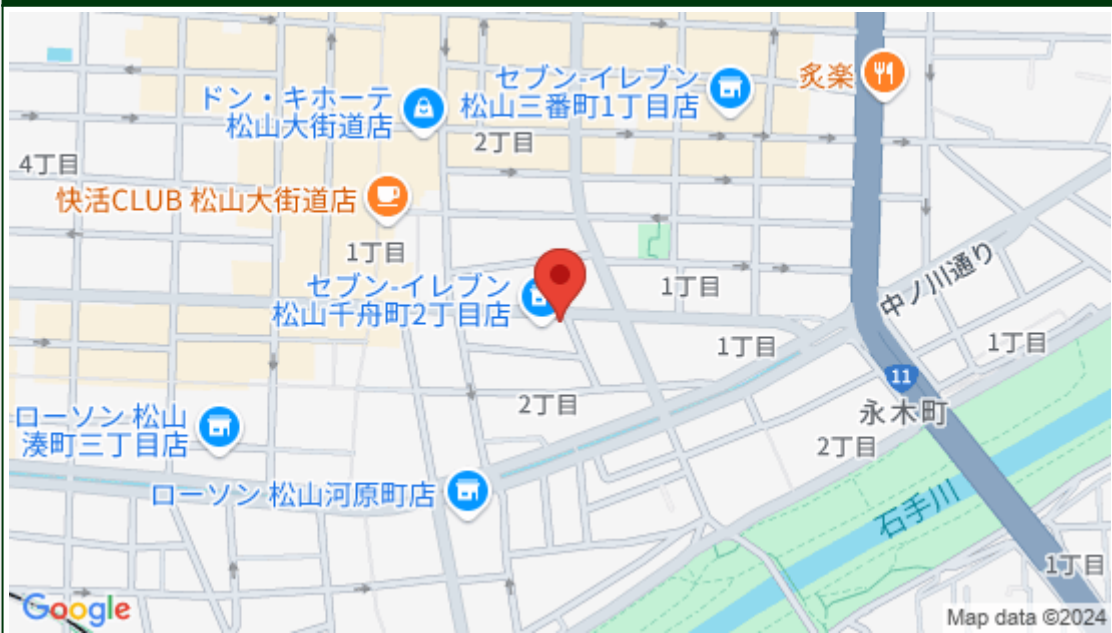 セブン-イレブン
松山三番町1丁目店
炙楽
ドン・キホーテ
松山大街道店
2丁目
4丁目
快活CLUB 松山大街道店
1丁目
中ノ川通り
セブン-イレブン
松山千舟町2丁目店
1丁目
1丁目
1丁目
11
2丁目
永木町
ローソン 松山
湊町三丁目店
2丁目
ローソン 松山河原町店
石手川
1丁目
Google
Map data ©2024